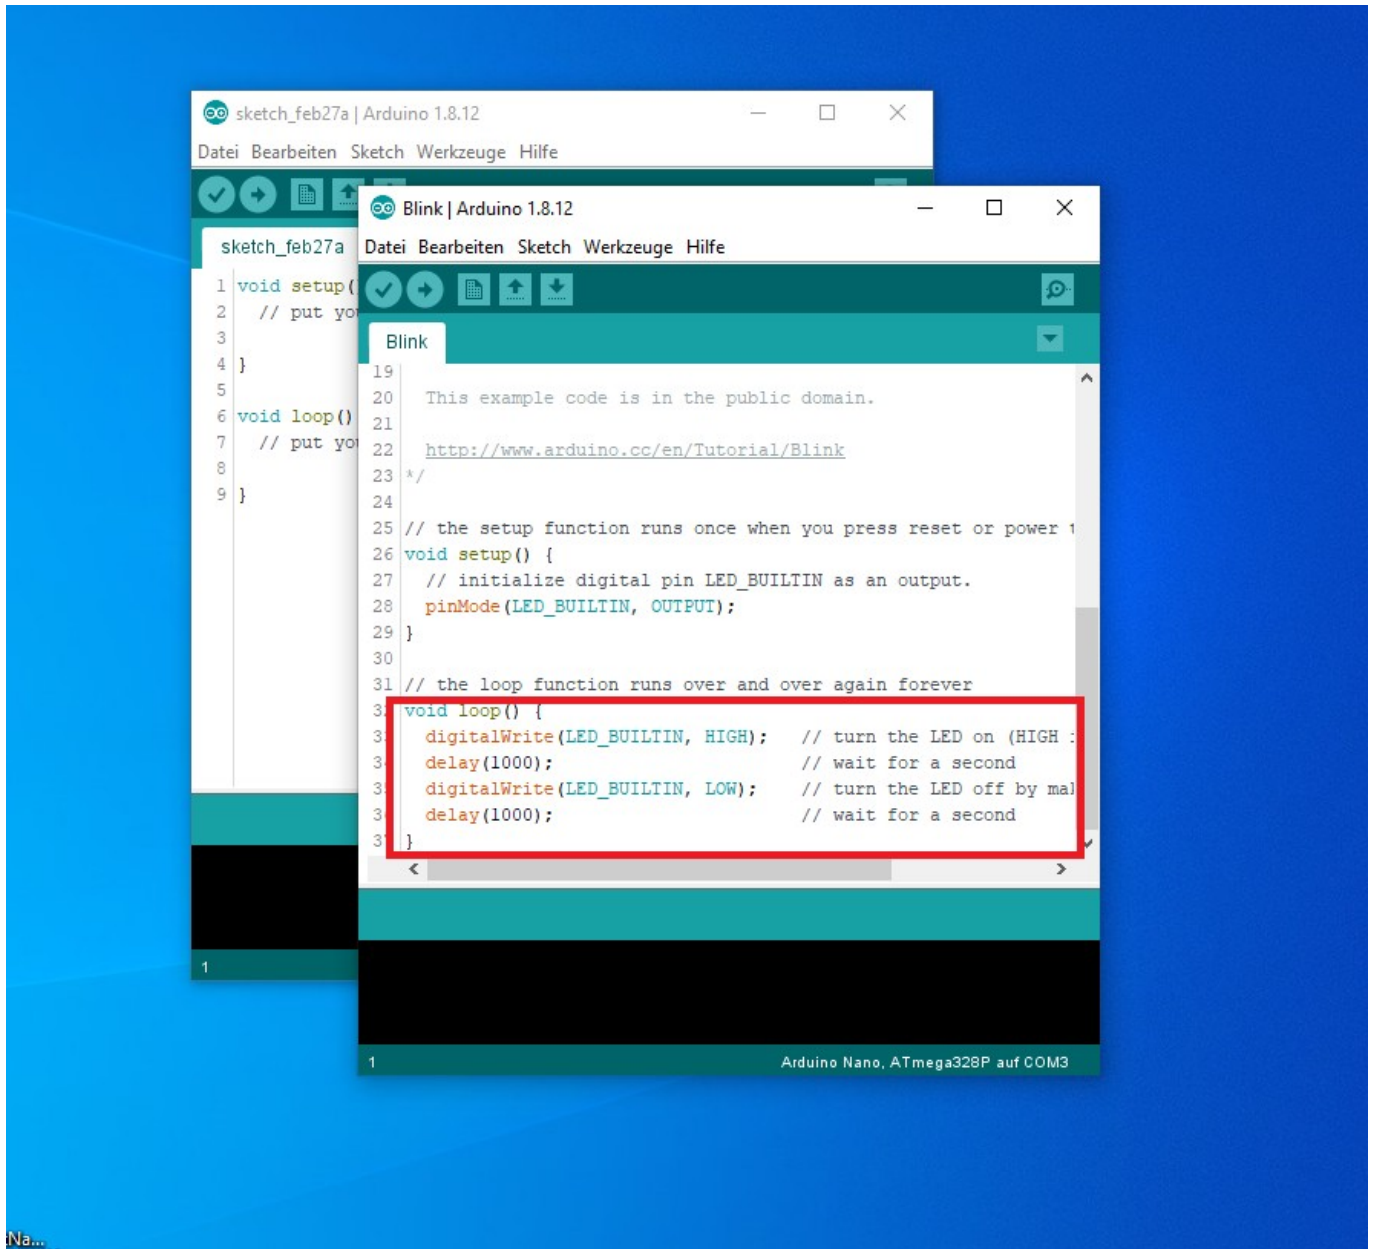 sketch_feb27a | Arduino 1.8.12
Datei Bearbeiten Sketch Werkzeuge Hilfe
sketch_feb27a
1 void setup(
2 // put you
3
4 }
5
6 void loop()
7 // put you
8
9 }
1
Blink | Arduino 1.8.12
Datei Bearbeiten Sketch Werkzeuge Hilfe
Blink
19
20 This example code is in the public domain.
21
22 http://www.arduino.cc/en/Tutorial/Blink
23 */
24
25 // the setup function runs once when you press reset or power
26 void setup() {
27 // initialize digital pin LED_BUILTIN as an output.
28 pinMode(LED_BUILTIN, OUTPUT);
29 }
30
31 // the loop function runs over and over again forever
void loop() {
digitalWrite(LED_BUILTIN, HIGH); // turn the LED on (HIGH
delay(1000); // wait for a second
digitalWrite(LED_BUILTIN, LOW); // turn the LED off by
delay(1000); // wait for a second
}
1
Arduino Nano, ATmega328P auf COM3
Na...